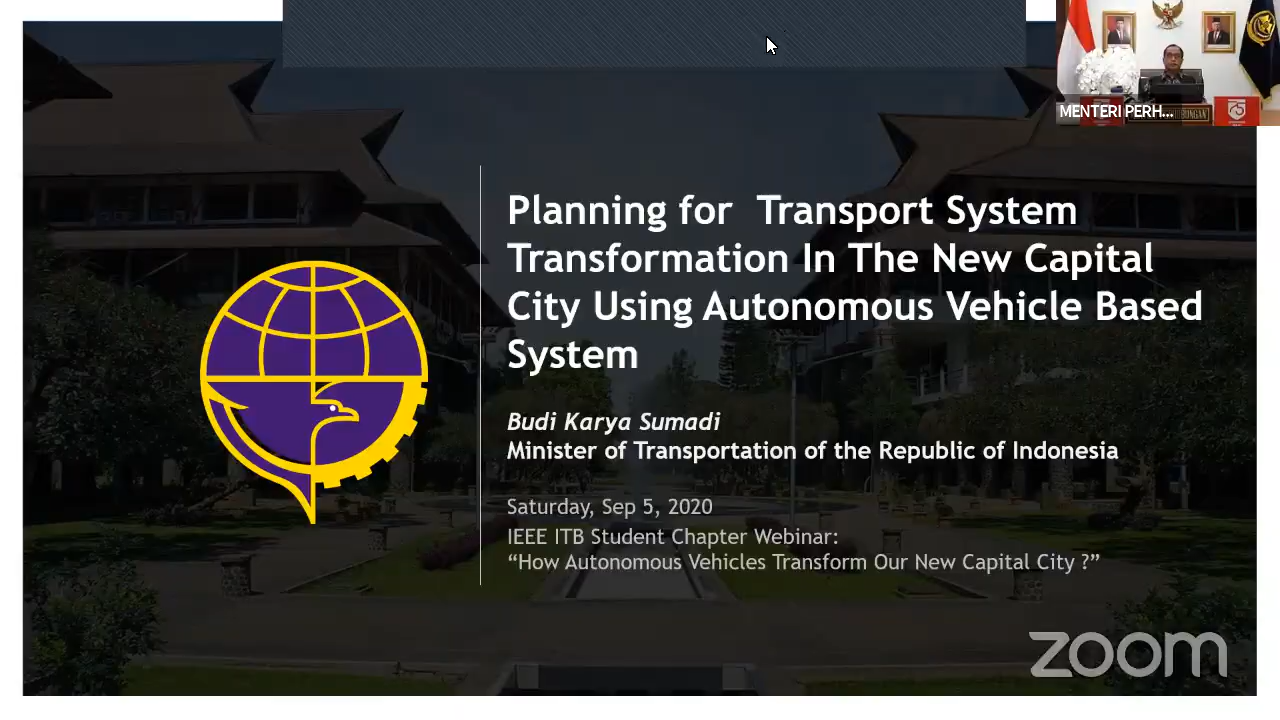 MENTERI PERH...
Planning for Transport System
Transformation In The New Capital
City Using Autonomous Vehicle Based
System
Budi Karya Sumadi
Minister of Transportation of the Republic of Indonesia
Saturday, Sep 5, 2020
IEEE ITB Student Chapter Webinar:
“How Autonomous Vehicles Transform Our New Capital City ?”
zoom